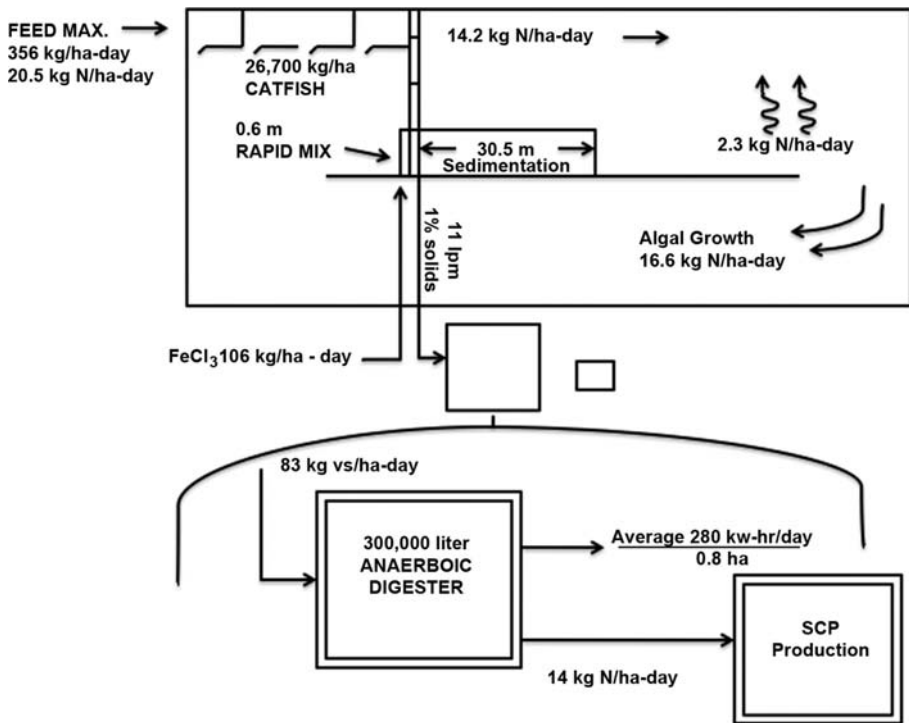 FEED MAX.
356 kg/ha-day
20.5 kg N/ha-day
14.2 kg N/ha-day
26,700 kg/ha
CATFISH
0.6 m
RAPID MIX
30.5 m
Sedimentation
2.3 kg N/ha-day
11 lpm
1% solids
Algal Growth
16.6 kg N/ha-day
FeCl₃106 kg/ha - day
83 kg vs/ha-day
300,000 liter
ANAERBOIC
DIGESTER
Average 280 kw-hr/day
0.8 ha
SCP
Production
14 kg N/ha-day